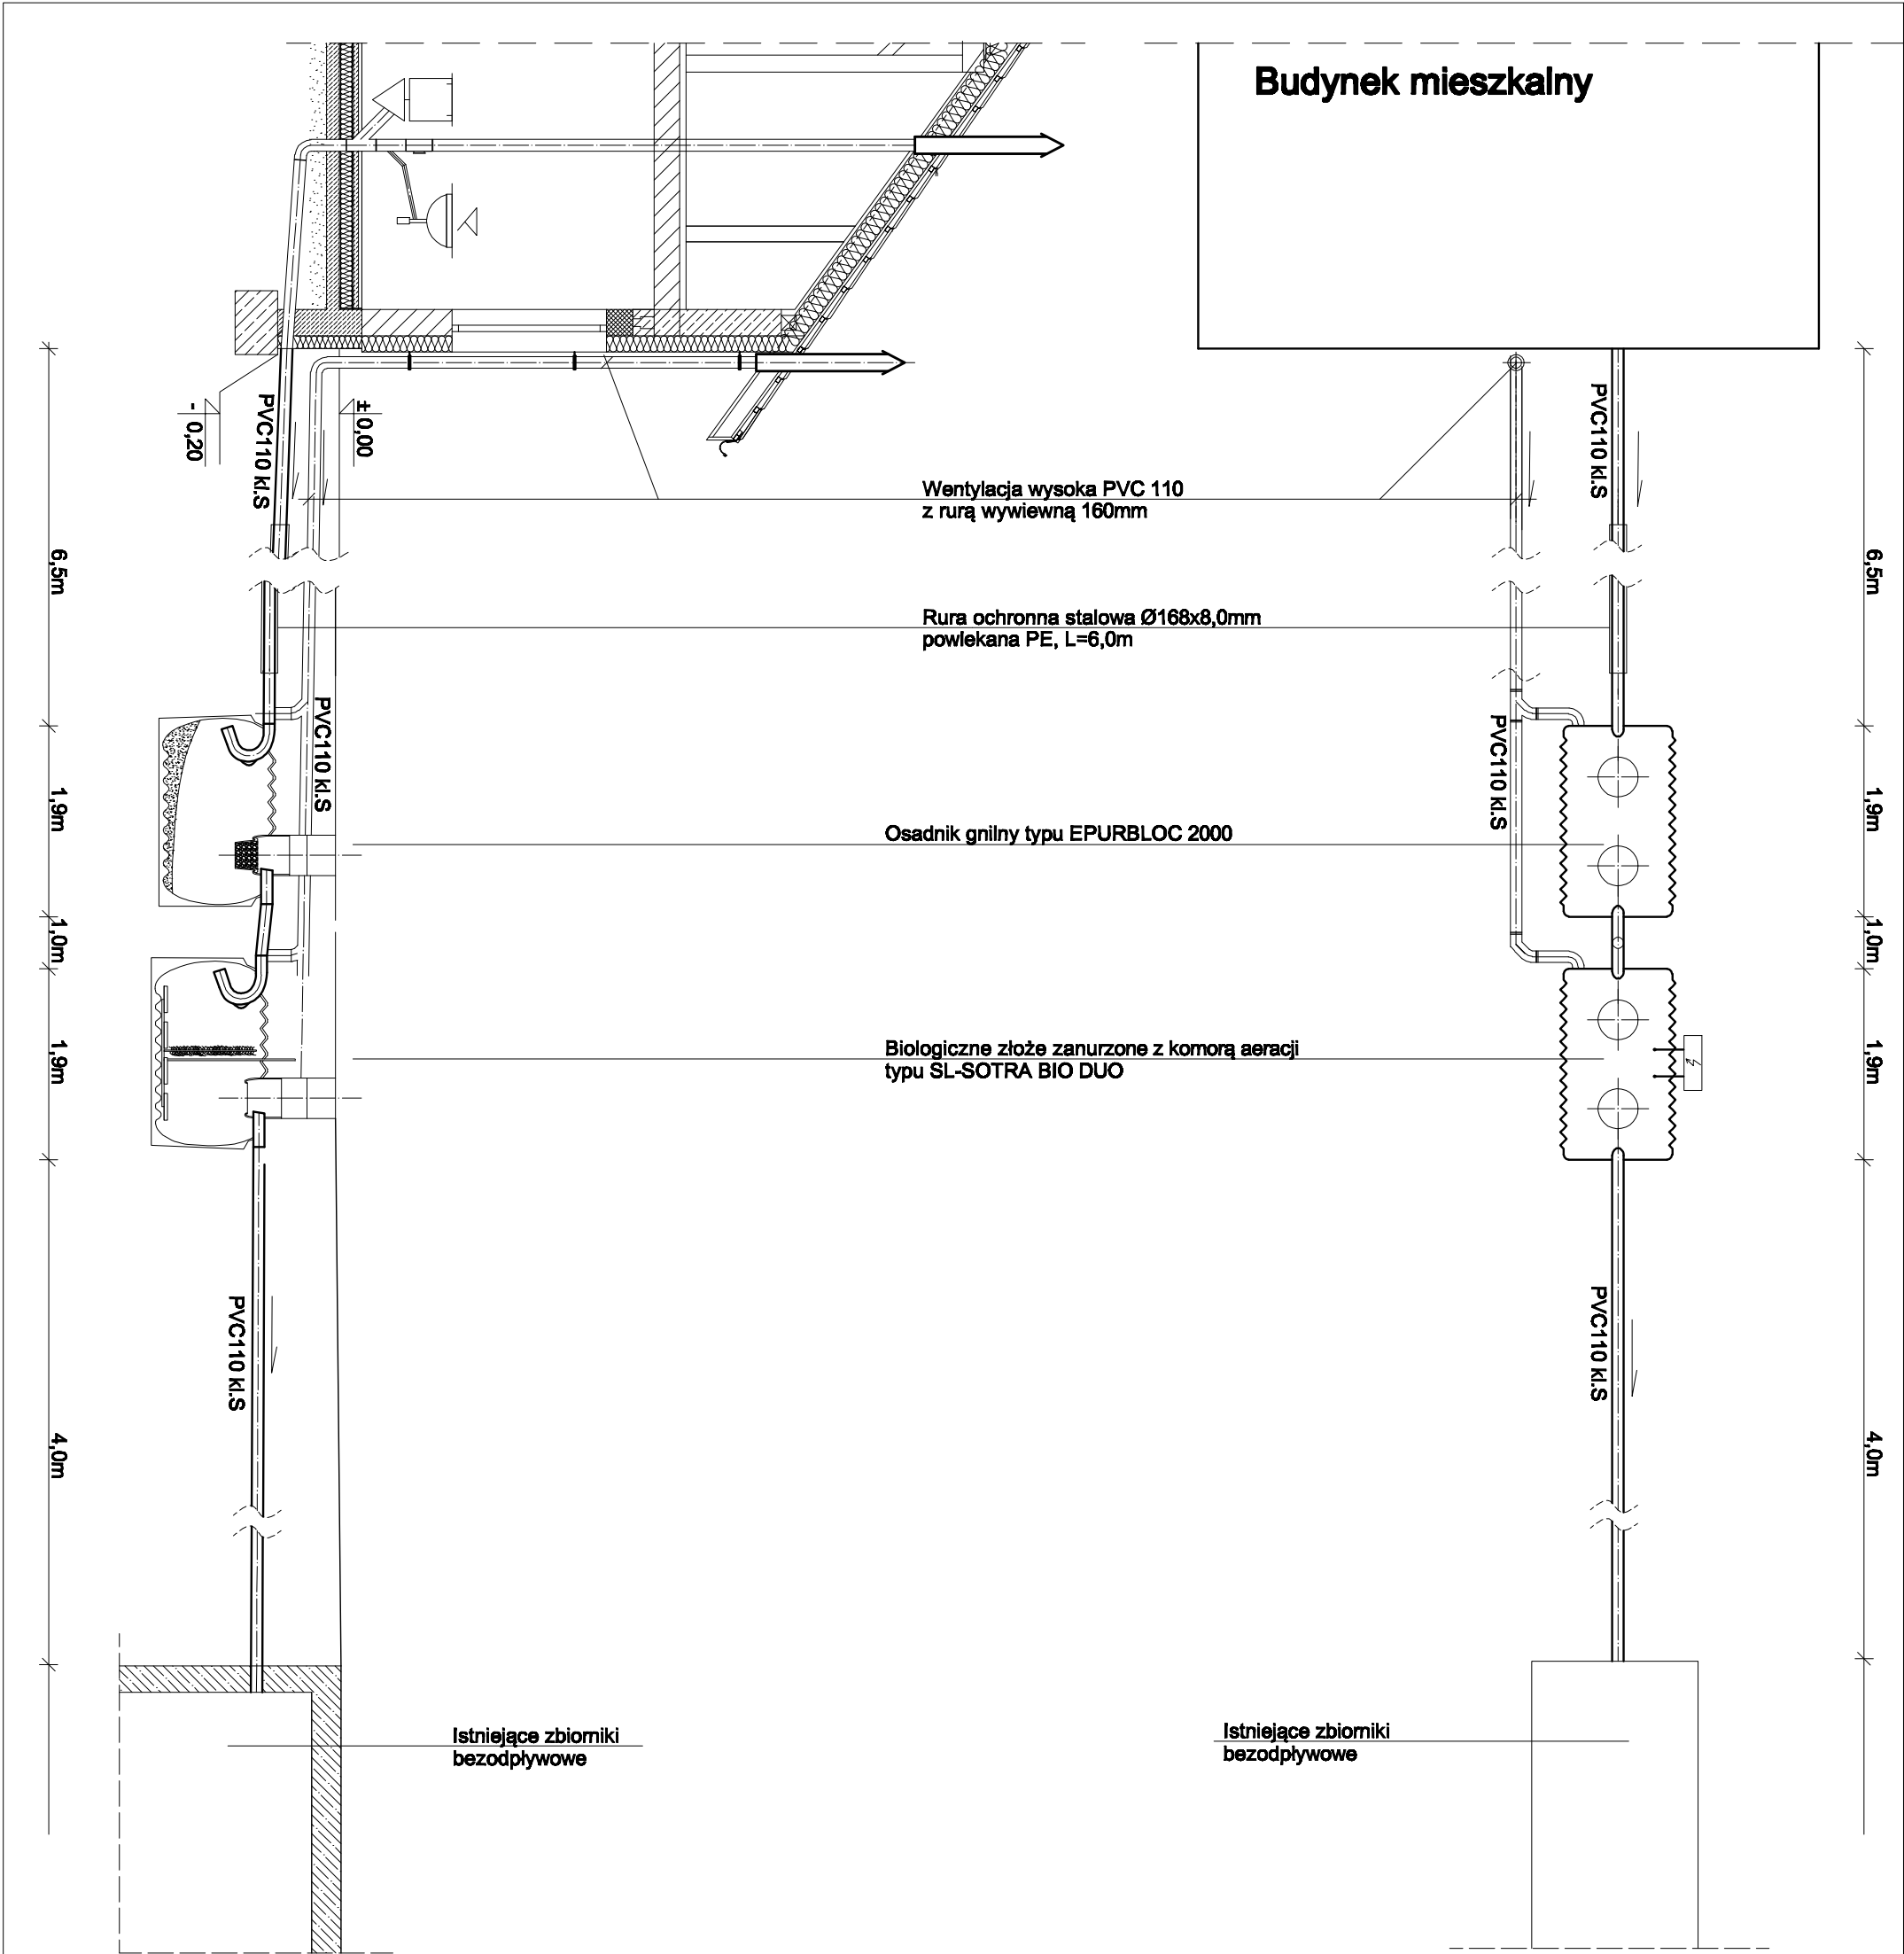 Budynek mieszkalny
± 0,00
- 0,20
PVC110 kl.S
PVC110 kl.S
Wentylacja wysoka PVC 110
z rurą wywiewną 160mm
6,5m
6,5m
Rura ochronna stalowa Ø168x8,0mm
powlekana PE, L=6,0m
PVC110 kl.S
PVC110 kl.S
1,9m
1,9m
Osadnik gnilny typu EPURBLOC 2000
1,0m
1,0m
Biologiczne złoże zanurzone z komorą aeracji
typu SL-SOTRA BIO DUO
1,9m
1,9m
PVC110 kl.S
PVC110 kl.S
4,0m
4,0m
Istniejące zbiorniki
bezodpływowe
Istniejące zbiorniki
bezodpływowe